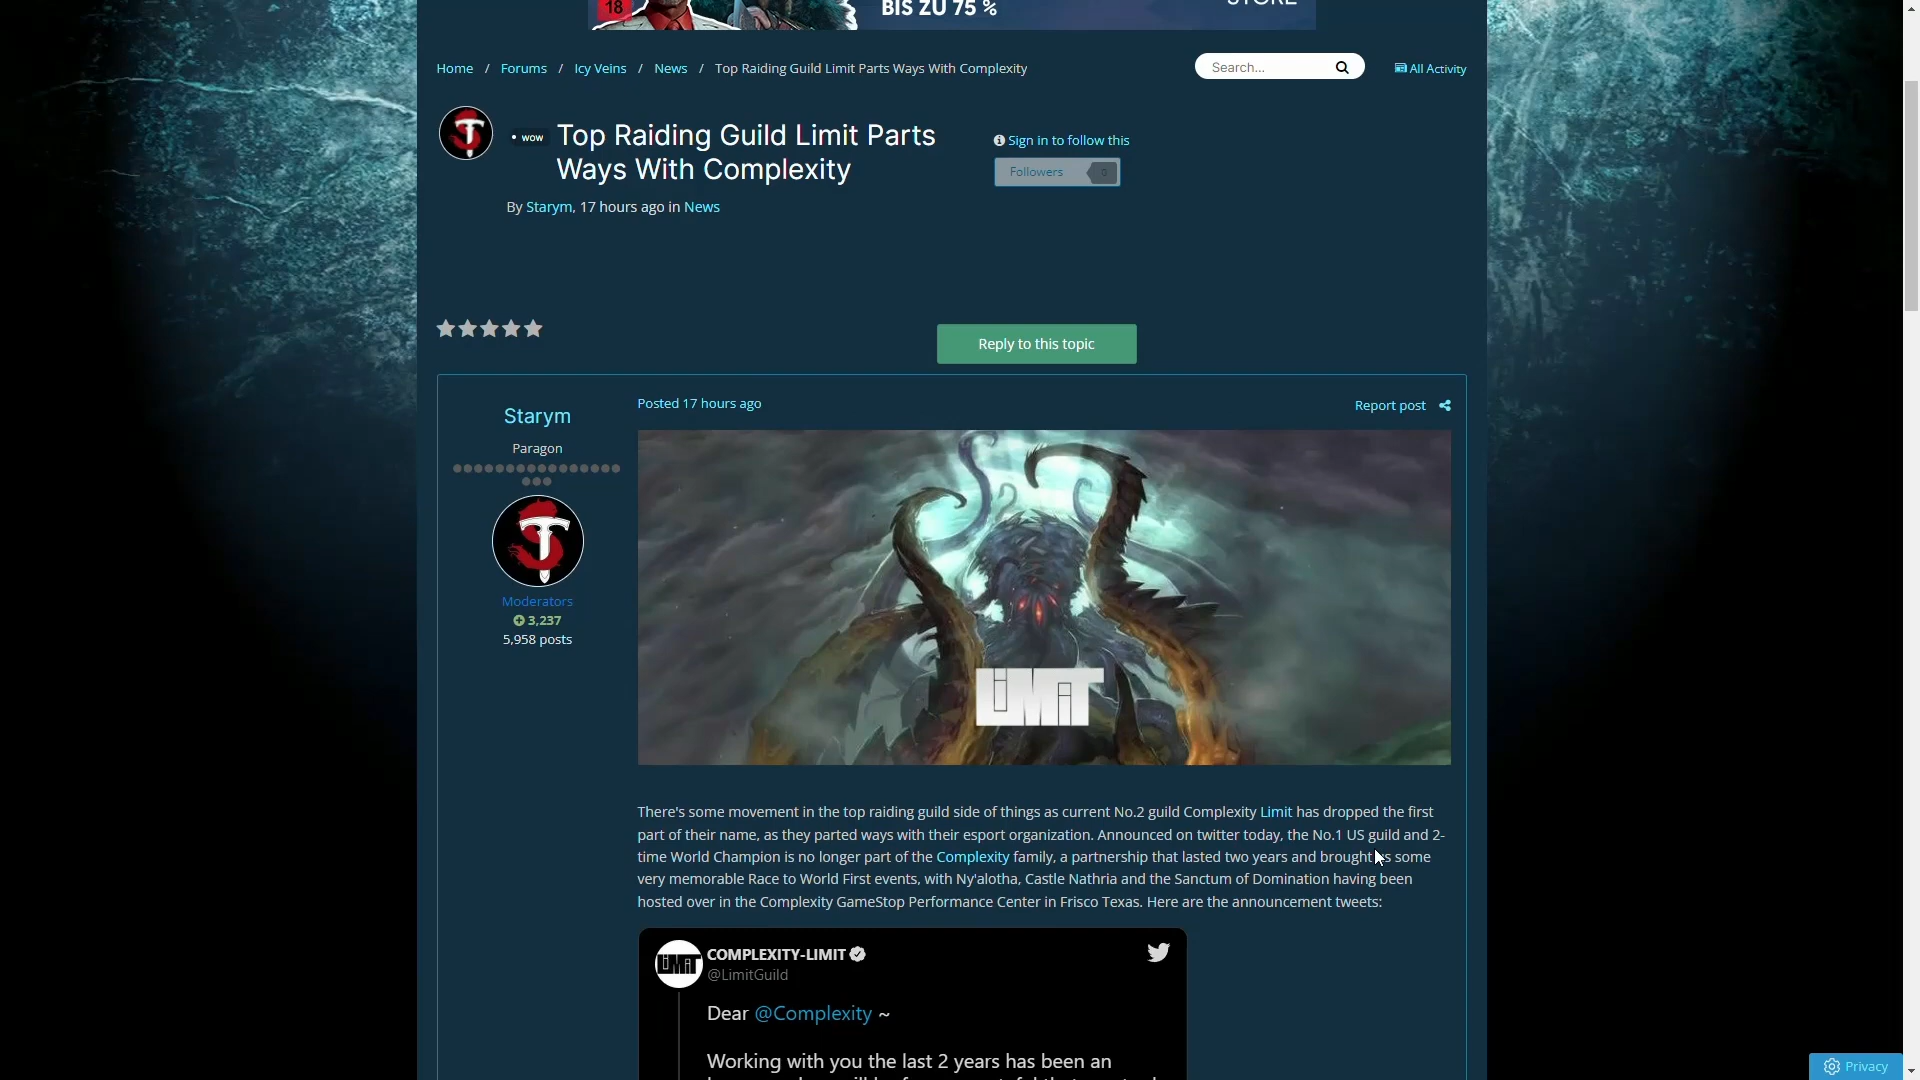 18
BIS ZU 75 %
STORE
Home / Forums / Icy Veins / News / Top Raiding Guild Limit Parts Ways With Complexity
Search...
All Activity
wow
Top Raiding Guild Limit Parts
Ways With Complexity
Sign in to follow this
Followers 0
By Starym, 17 hours ago in News
Reply to this topic
Starym
Paragon
Moderators
3,237
5,958 posts
Posted 17 hours ago
Report post
LIMIT
There's some movement in the top raiding guild side of things as current No.2 guild Complexity Limit has dropped the first
part of their name, as they parted ways with their esport organization. Announced on twitter today, the No.1 US guild and 2-
time World Champion is no longer part of the Complexity family, a partnership that lasted two years and brought us some
very memorable Race to World First events, with Ny'alotha, Castle Nathria and the Sanctum of Domination having been
hosted over in the Complexity GameStop Performance Center in Frisco Texas. Here are the announcement tweets:
LIMIT
COMPLEXITY-LIMIT
@LimitGuild
Dear @Complexity ~
Working with you the last 2 years has been an
Privacy